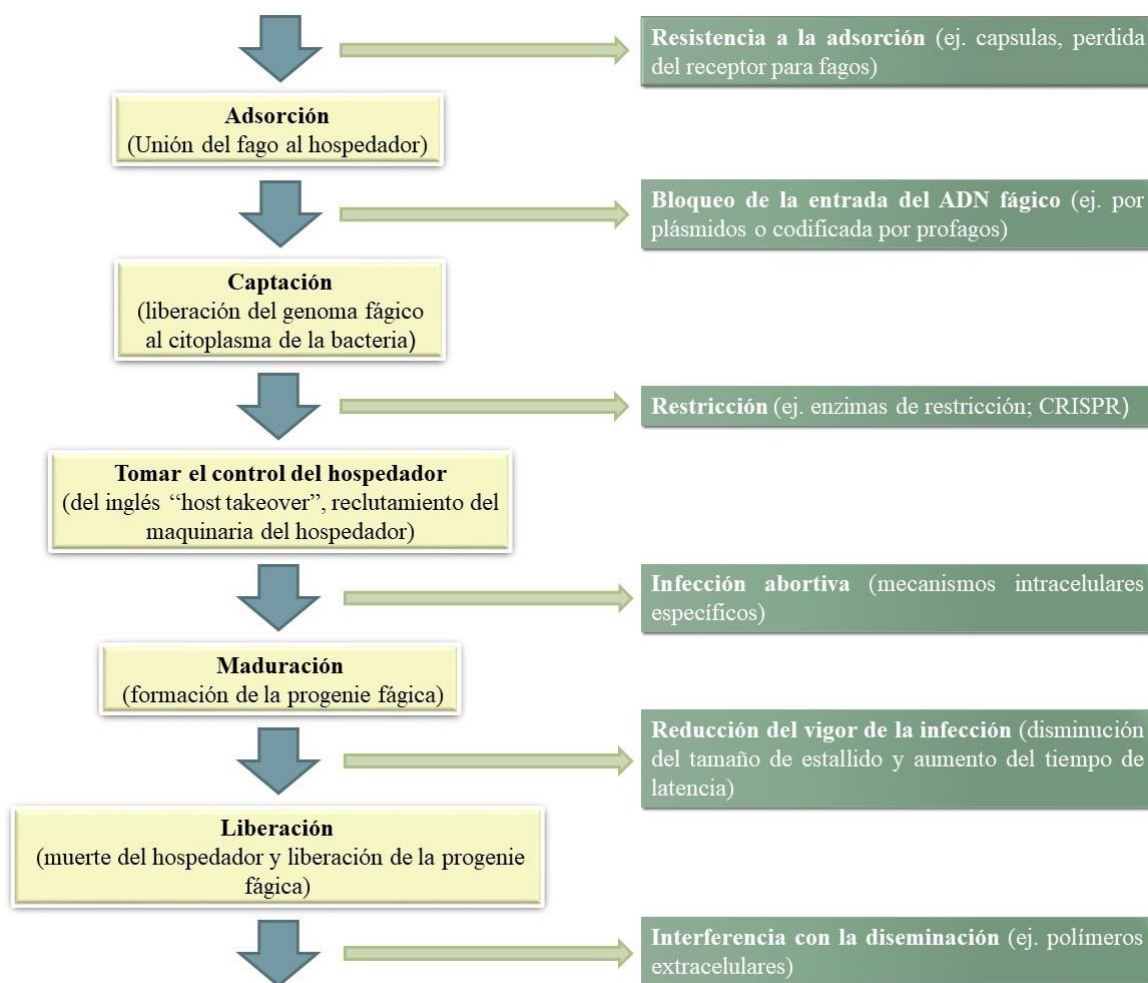 Resistencia a la adsorción (ej. capsulas, perdida
del receptor para fagos)
Adsorción
(Unión del fago al hospedador)
Bloqueo de la entrada del ADN fágico (ej. por
plásmidos o codificada por profagos)
Captación
(liberación del genoma fágico
al citoplasma de la bacteria)
Restricción (ej. enzimas de restricción; CRISPR)
Tomar el control del hospedador
(del inglés “host takeover”, reclutamiento del
maquinaria del hospedador)
Infección abortiva (mecanismos intracelulares
específicos)
Maduración
(formación de la progenie fágica)
Reducción del vigor de la infección (disminución
del tamaño de estallido y aumento del tiempo de
latencia)
Liberación
(muerte del hospedador y liberación de la progenie
fágica)
Interferencia con la diseminación (ej. polímeros
extracelulares)